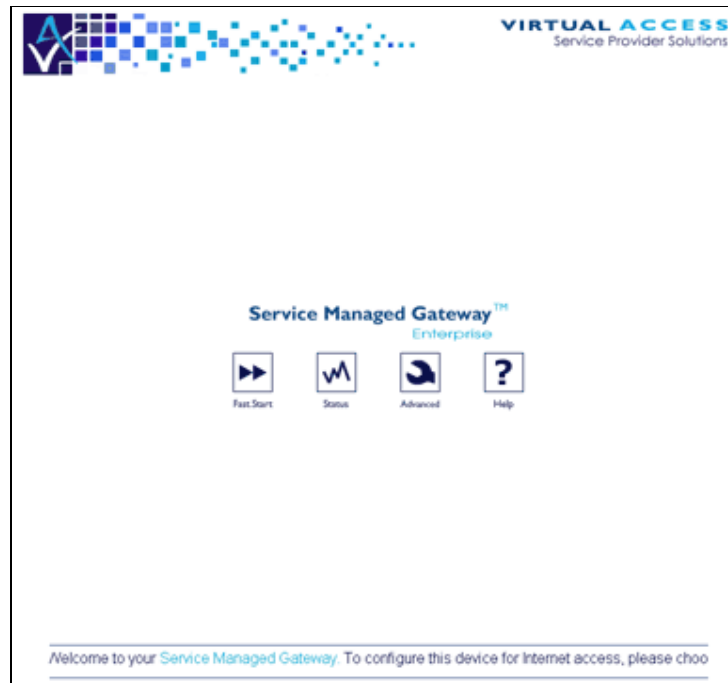 VIRTUAL ACCESS
Service Provider Solutions
Service Managed Gateway™
Enterprise
Fast.Start
Status
Advanced
Help
Welcome to your Service Managed Gateway. To configure this device for Internet access, please choo